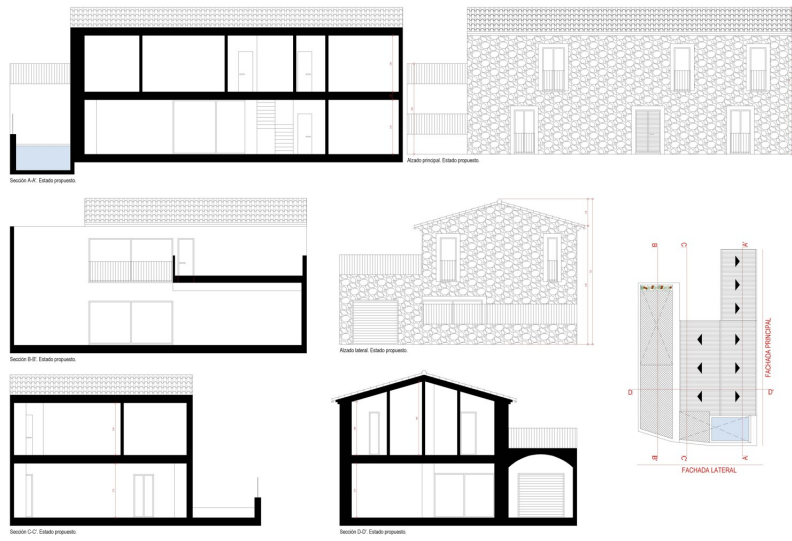 Sección A-A'. Estado propuesto.
Alzado principal. Estado propuesto.
Sección B-B'. Estado propuesto.
Alzado lateral. Estado propuesto.
Sección C-C'. Estado propuesto.
Sección D-D'. Estado propuesto.
B
C
A'
FACHADA PRINCIPAL
D
D'
B'
C'
A
FACHADA LATERAL